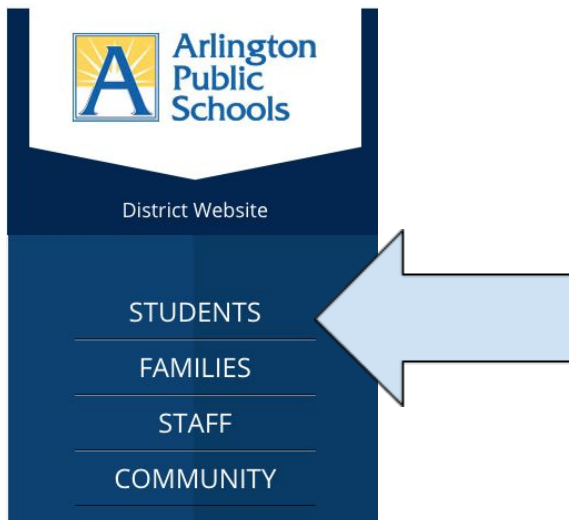 A
Arlington
Public
Schools
District Website
STUDENTS
FAMILIES
STAFF
COMMUNITY